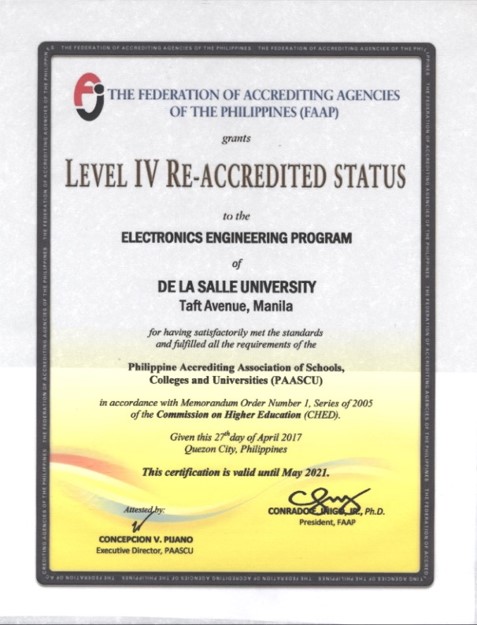 THE FEDERATION OF ACCREDITING AGENCIES OF THE PHILIPPINES THE FEDERATION OF ACCREDITING AGENCIES OF THE
THE FEDERATION OF ACCREDITING AGENCIES
OF THE PHILIPPINES (FAAP)
grants
LEVEL IV RE-ACCREDITED STATUS
to the
ELECTRONICS ENGINEERING PROGRAM
of
DE LA SALLE UNIVERSITY
Taft Avenue, Manila
for having satisfactorily met the standards
and fulfilled all the requirements of the
Philippine Accrediting Association of Schools,
Colleges and Universities (PAASCU)
in accordance with Memorandum Order Number 1, Series of 2005
of the Commission on Higher Education (CHED).
Given this 27th day of April 2017
Quezon City, Philippines
This certification is valid until May 2021.
Attested by:
CONCEPCION V. PIJANO
Executive Director, PAASCU
CONRADO E. IÑIGO, JR., Ph.D.
President, FAAP